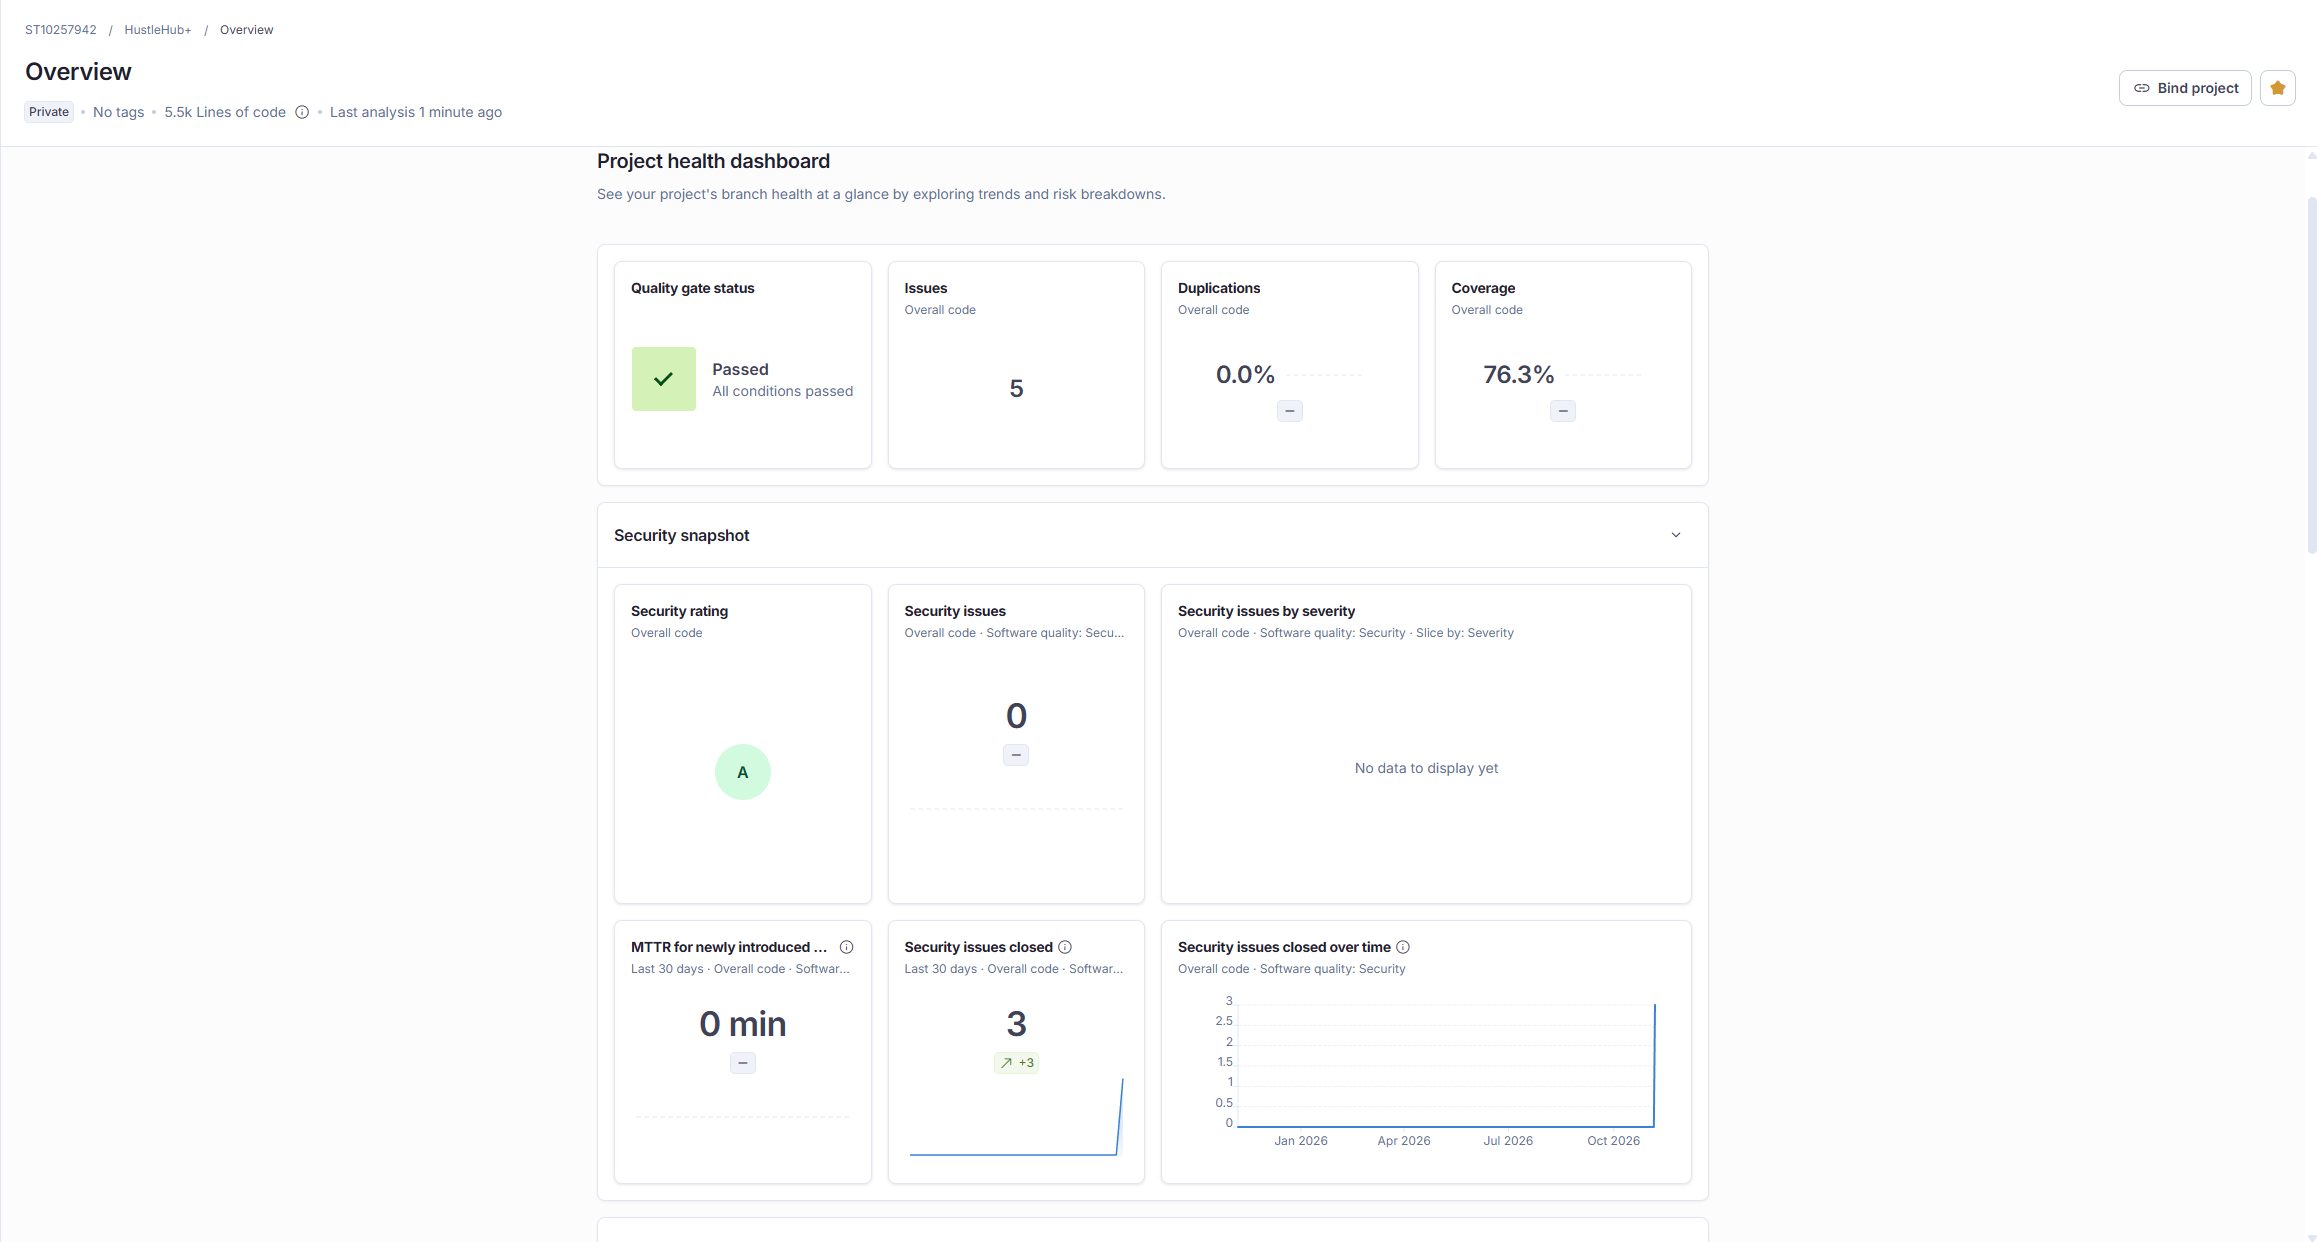 ST10257942 / HustleHub+ / Overview
Overview
Private • No tags • 5.5k Lines of code • Last analysis 1 minute ago
Bind project
Project health dashboard
See your project's branch health at a glance by exploring trends and risk breakdowns.
Quality gate status
Passed
All conditions passed
Issues
Overall code
5
Duplications
Overall code
0.0%
Coverage
Overall code
76.3%
Security snapshot
Security rating
Overall code
A
Security issues
Overall code · Software quality: Secu...
0
Security issues by severity
Overall code · Software quality: Security · Slice by: Severity
No data to display yet
MTTR for newly introduced ...
Last 30 days · Overall code · Softwar...
0 min
Security issues closed
Last 30 days · Overall code · Softwar...
3
+3
Security issues closed over time
Overall code · Software quality: Security
3
2.5
2
1.5
1
0.5
0
Jan 2026 Apr 2026 Jul 2026 Oct 2026